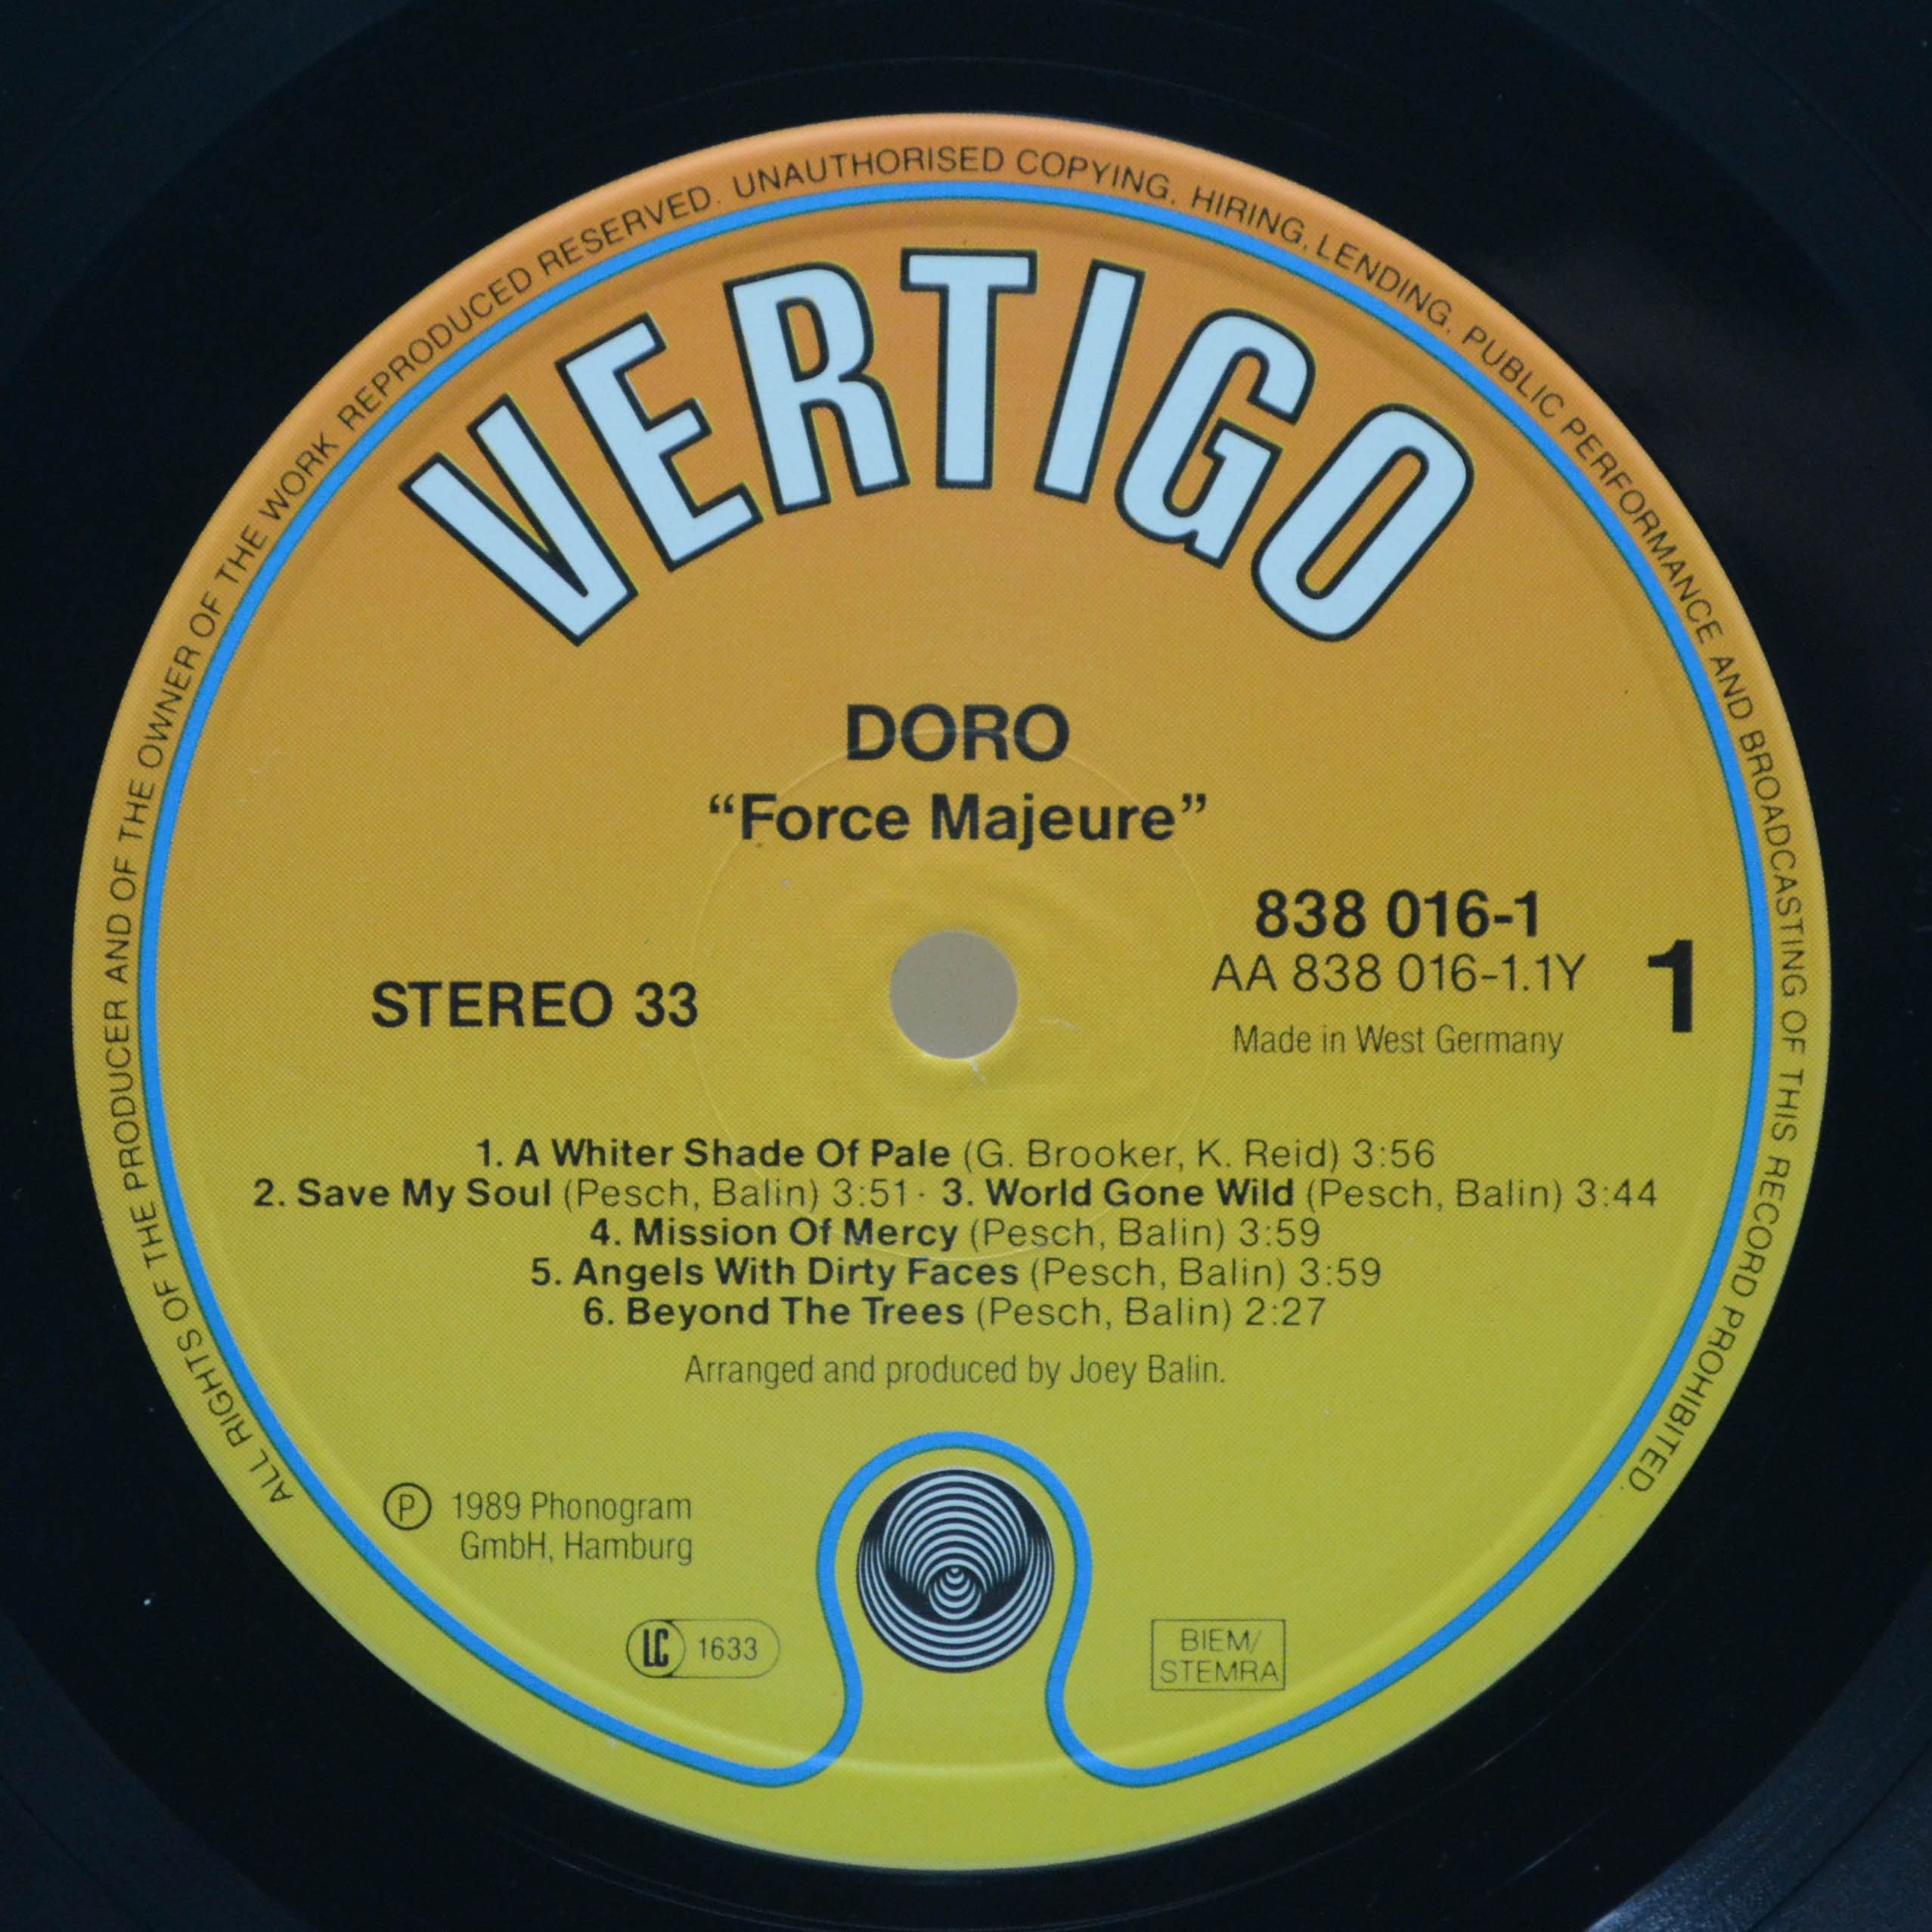 ALL RIGHTS OF THE PRODUCER AND OF THE OWNER OF THE WORK REPRODUCED RESERVED. UNAUTHORISED COPYING, HIRING, LENDING, PUBLIC PERFORMANCE AND BROADCASTING OF THIS RECORD PROHIBITED.
VERTIGO
DORO
“Force Majeure”
838 016-1
AA 838 016-1.1Y
1
STEREO 33
Made in West Germany
1. A Whiter Shade Of Pale (G. Brooker, K. Reid) 3:56
2. Save My Soul (Pesch, Balin) 3:51 · 3. World Gone Wild (Pesch, Balin) 3:44
4. Mission Of Mercy (Pesch, Balin) 3:59
5. Angels With Dirty Faces (Pesch, Balin) 3:59
6. Beyond The Trees (Pesch, Balin) 2:27
Arranged and produced by Joey Balin.
Ⓟ 1989 Phonogram
GmbH, Hamburg
LC 1633
BIEM/
STEMRA